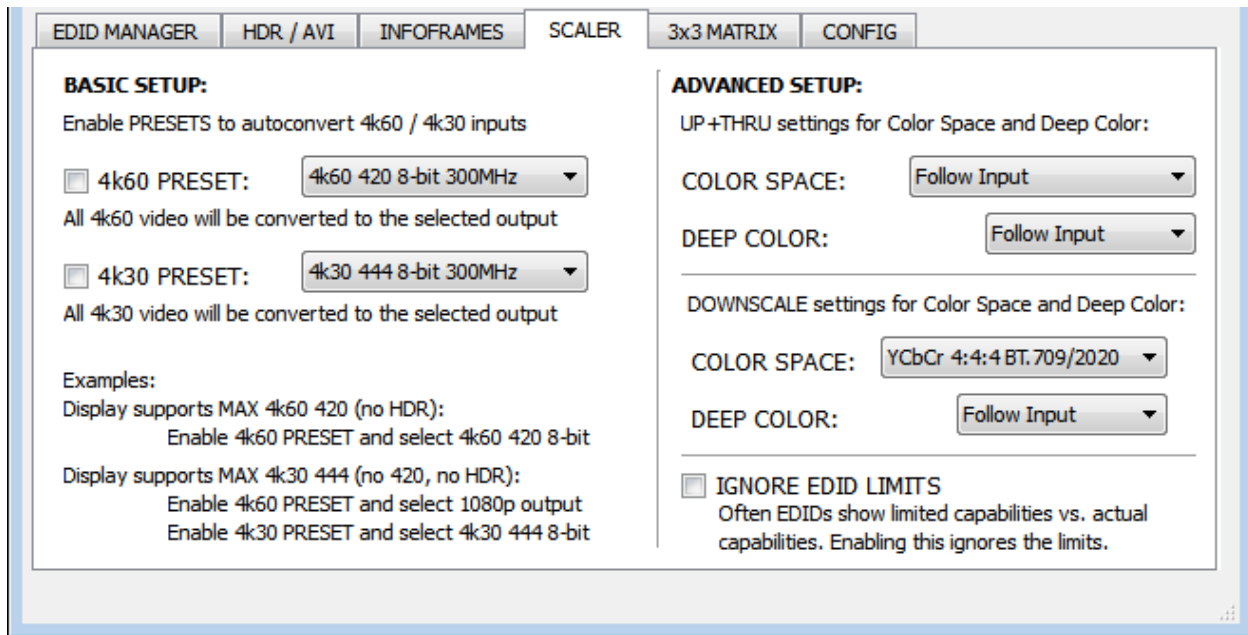 EDID MANAGER HDR / AVI INFOFRAMES SCALER 3x3 MATRIX CONFIG
BASIC SETUP:
Enable PRESETS to autoconvert 4k60 / 4k30 inputs
4k60 PRESET: 4k60 420 8-bit 300MHz
All 4k60 video will be converted to the selected output
4k30 PRESET: 4k30 444 8-bit 300MHz
All 4k30 video will be converted to the selected output
Examples:
Display supports MAX 4k60 420 (no HDR):
Enable 4k60 PRESET and select 4k60 420 8-bit
Display supports MAX 4k30 444 (no 420, no HDR):
Enable 4k60 PRESET and select 1080p output
Enable 4k30 PRESET and select 4k30 444 8-bit
ADVANCED SETUP:
UP+THRU settings for Color Space and Deep Color:
COLOR SPACE: Follow Input
DEEP COLOR: Follow Input
DOWNSCALE settings for Color Space and Deep Color:
COLOR SPACE: YCbCr 4:4:4 BT.709/2020
DEEP COLOR: Follow Input
IGNORE EDID LIMITS
Often EDIDs show limited capabilities vs. actual
capabilities. Enabling this ignores the limits.